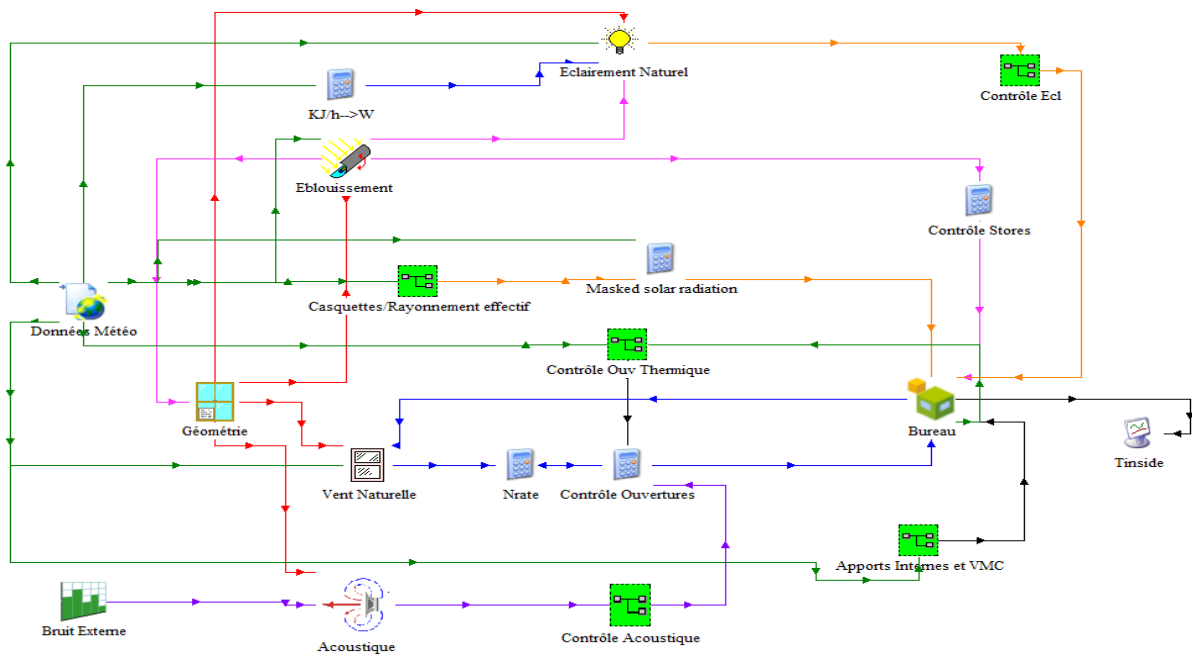 Eclairement Naturel
Contrôle Ecl
KJ/h-->W
Eblouissement
Contrôle Stores
Masked solar radiation
Casquettes/Rayonnement effectif
Données Météo
Contrôle Ouv Thermique
Géométrie
Bureau
Tinside
Vent Naturelle
Nrate
Contrôle Ouvertures
Apports Internes et VMC
Bruit Externe
Acoustique
Contrôle Acoustique